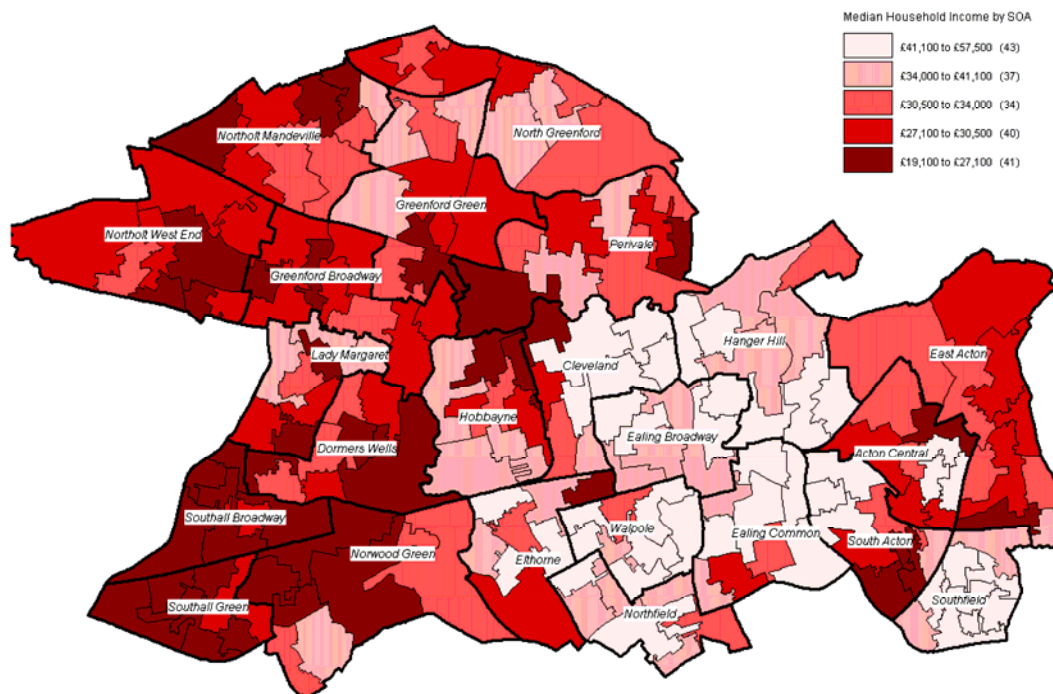 Median Household Income by SOA
£41,100 to £57,500 (43)
£34,000 to £41,100 (37)
£30,500 to £34,000 (34)
£27,100 to £30,500 (40)
£19,100 to £27,100 (41)
Northolt Mandeville
North Greenford
Greenford Green
Northolt West End
Perivale
Greenford Broadway
Hanger Hill
Lady Margaret
East Acton
Cleveland
Hobbayne
Ealing Broadway
Dormers Wells
Acton Central
Southall Broadway
Walpole
Ealing Common
Norwood Green
South Acton
Elthorne
Southall Green
Northfield
Southfield